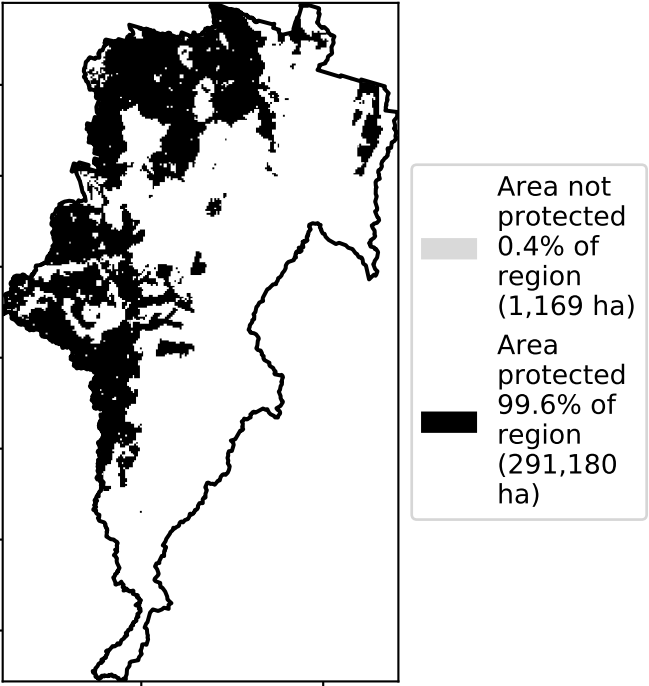 Area not
protected
0.4% of
region
(1,169 ha)
Area
protected
99.6% of
region
(291,180
ha)